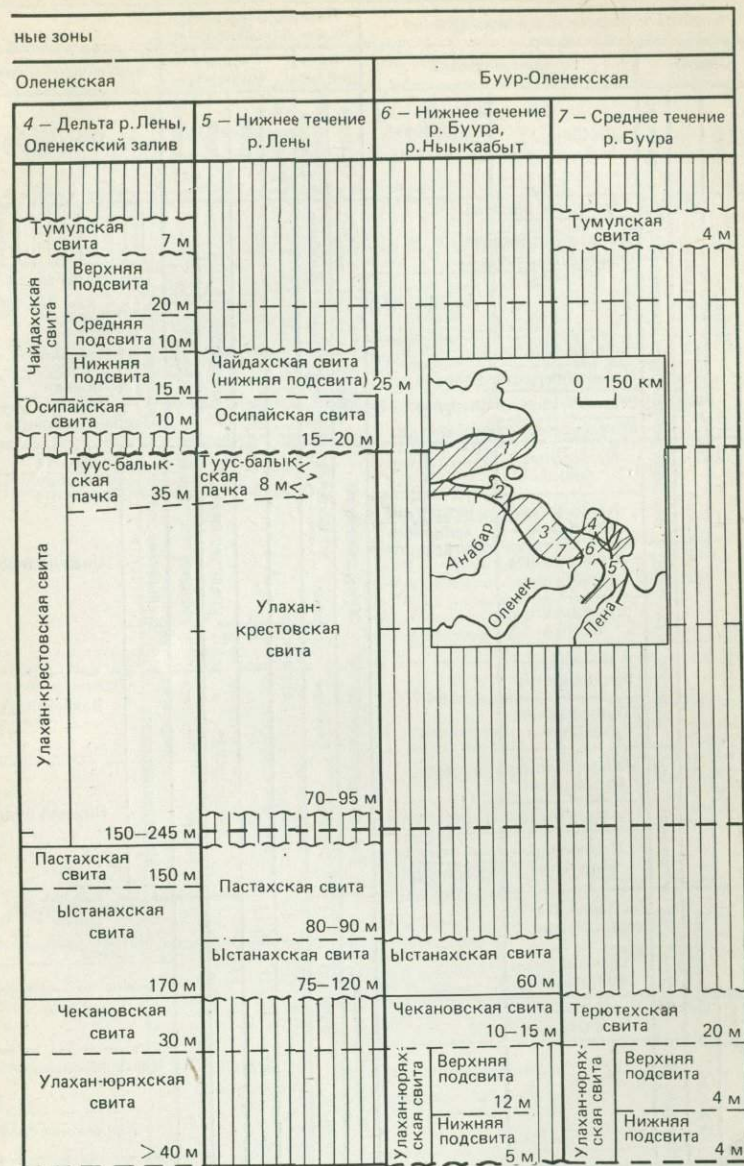 ные зоны
Оленекская
Буур-Оленекская
4 — Дельта р. Лены,
Оленекский залив
5 — Нижнее течение
р. Лены
6 — Нижнее течение
р. Буура,
р. Ныыкаабыт
7 — Среднее течение
р. Буура
Тумулская
свита 7 м
Чайдахская
свита
Верхняя
подсвита
20 м
Средняя
подсвита 10 м
Нижняя
подсвита
15 м
Осипайская
свита 10 м
Туус-балык-
ская
пачка 35 м
Улахан-крестовская свита
150—245 м
Пастахская
свита 150 м
Ыстанахская
свита
170 м
Чекановская
свита
30 м
Улахан-юряхская
свита
> 40 м
Чайдахская свита
(нижняя подсвита) 25 м
Осипайская свита
15—20 м
Туус-балык-
ская
пачка 8 м
Улахан-
крестовская
свита
70—95 м
Пастахская свита
80—90 м
Ыстанахская свита
75—120 м
Ыстанахская свита
60 м
Чекановская свита
10—15 м
Улахан-юрях-
ская свита
Верхняя
подсвита
12 м
Нижняя
подсвита
5 м
Тумулская
свита 4 м
Терютехская
свита 20 м
Улахан-юрях-
ская свита
Верхняя
подсвита
4 м
Нижняя
подсвита
4 м
0 150 км
1
2
3
4
7
6
5
Анабар
Оленек
Лена